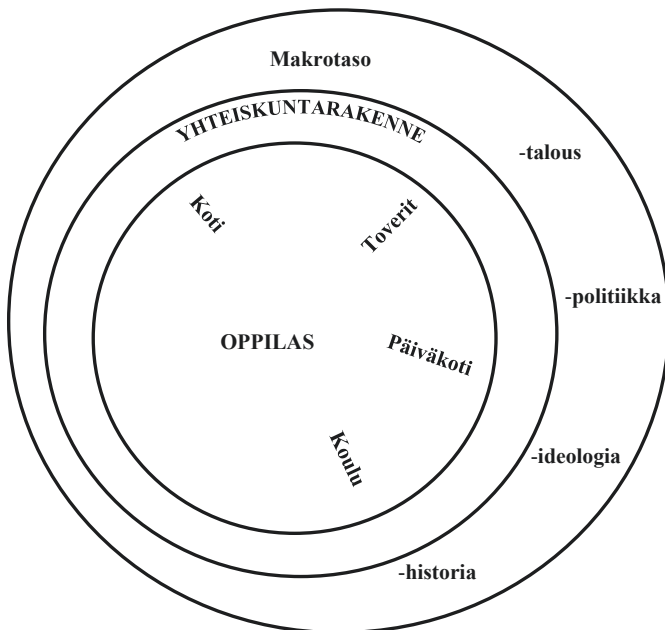 Makrotaso
YHTEISKUNTARAKENNE
-talous
Koti
Toverit
-politiikka
OPPILAS
Päiväkoti
Koulu
-ideologia
-historia